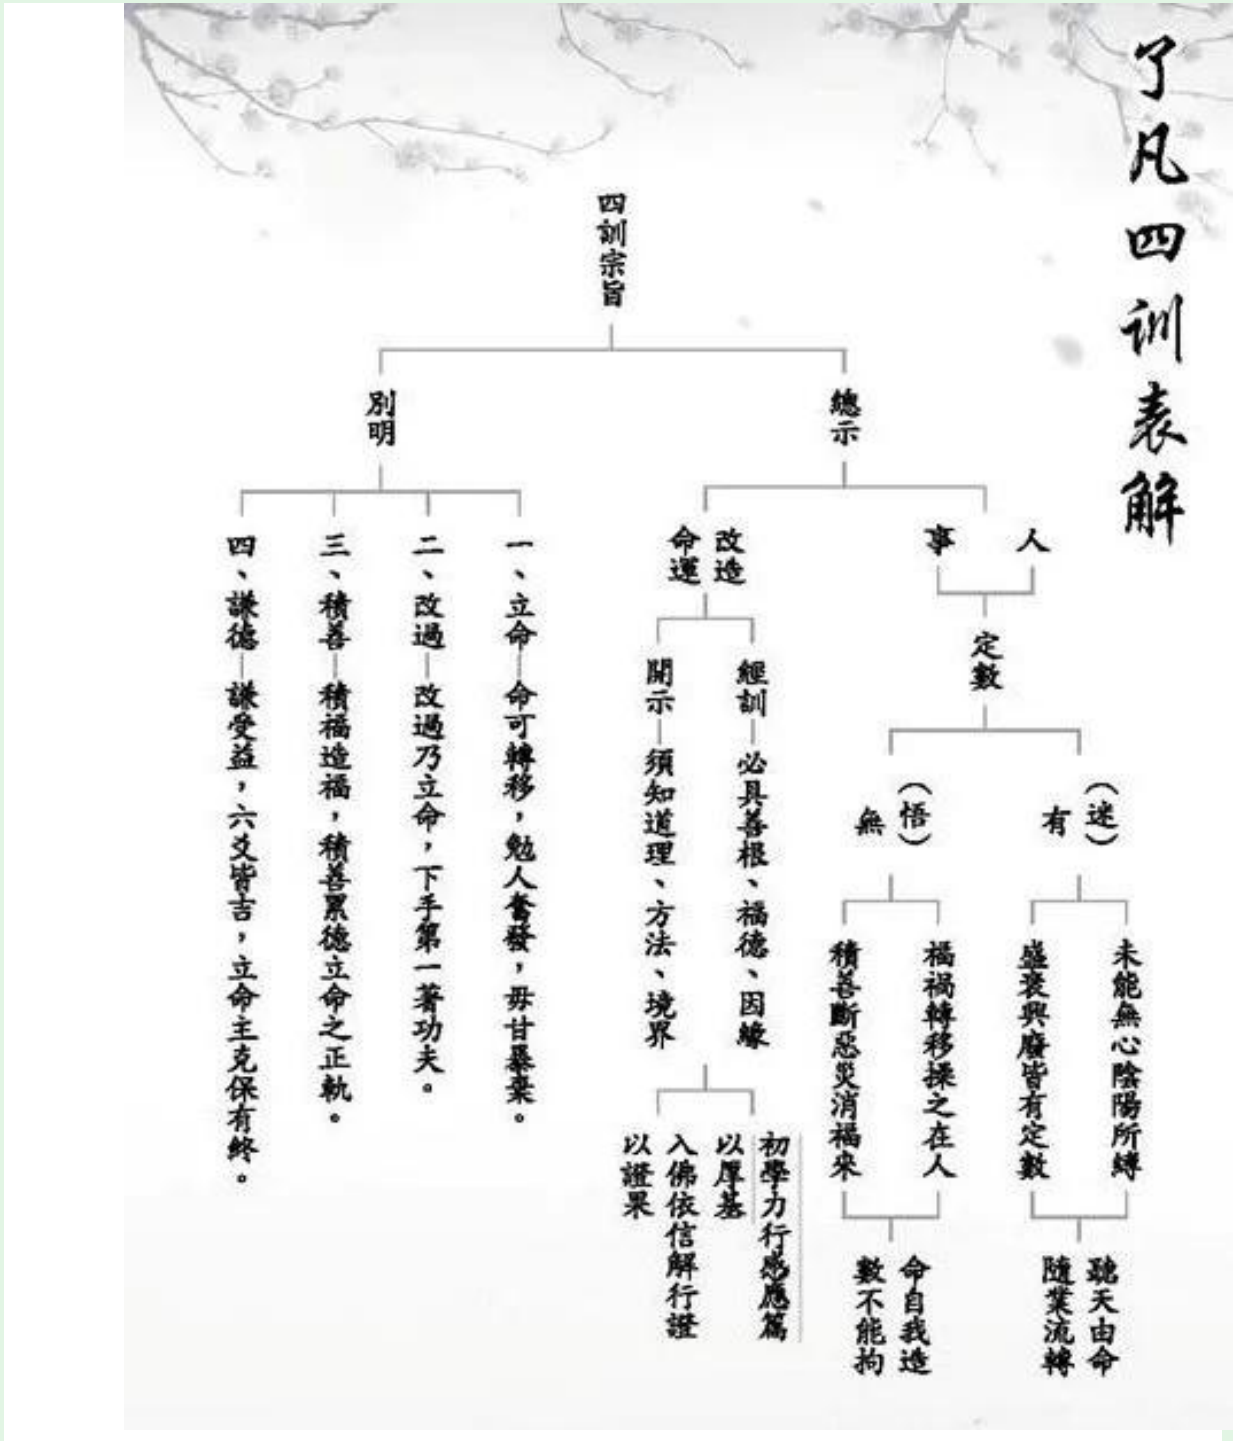 了凡四訓表解
四訓宗旨
總示
人
事
定數
（迷）
有
未能無心陰陽所縛
盛衰興廢皆有定數
聽天由命
隨業流轉
（悟）
無
福禍轉移操之在人
積善斷惡災消福來
命自我造
數不能拘
改造
命運
經訓—必具善根、福德、因緣
開示—須知道理、方法、境界
初學力行感應篇
以厚基
入佛依信解行證
以證果
別明
一、立命—命可轉移，勉人奮發，毋甘暴棄。
二、改過—改過乃立命，下手第一著功夫。
三、積善—積福造福，積善累德立命之正軌。
四、謙德—謙受益，六爻皆吉，立命主克保有終。